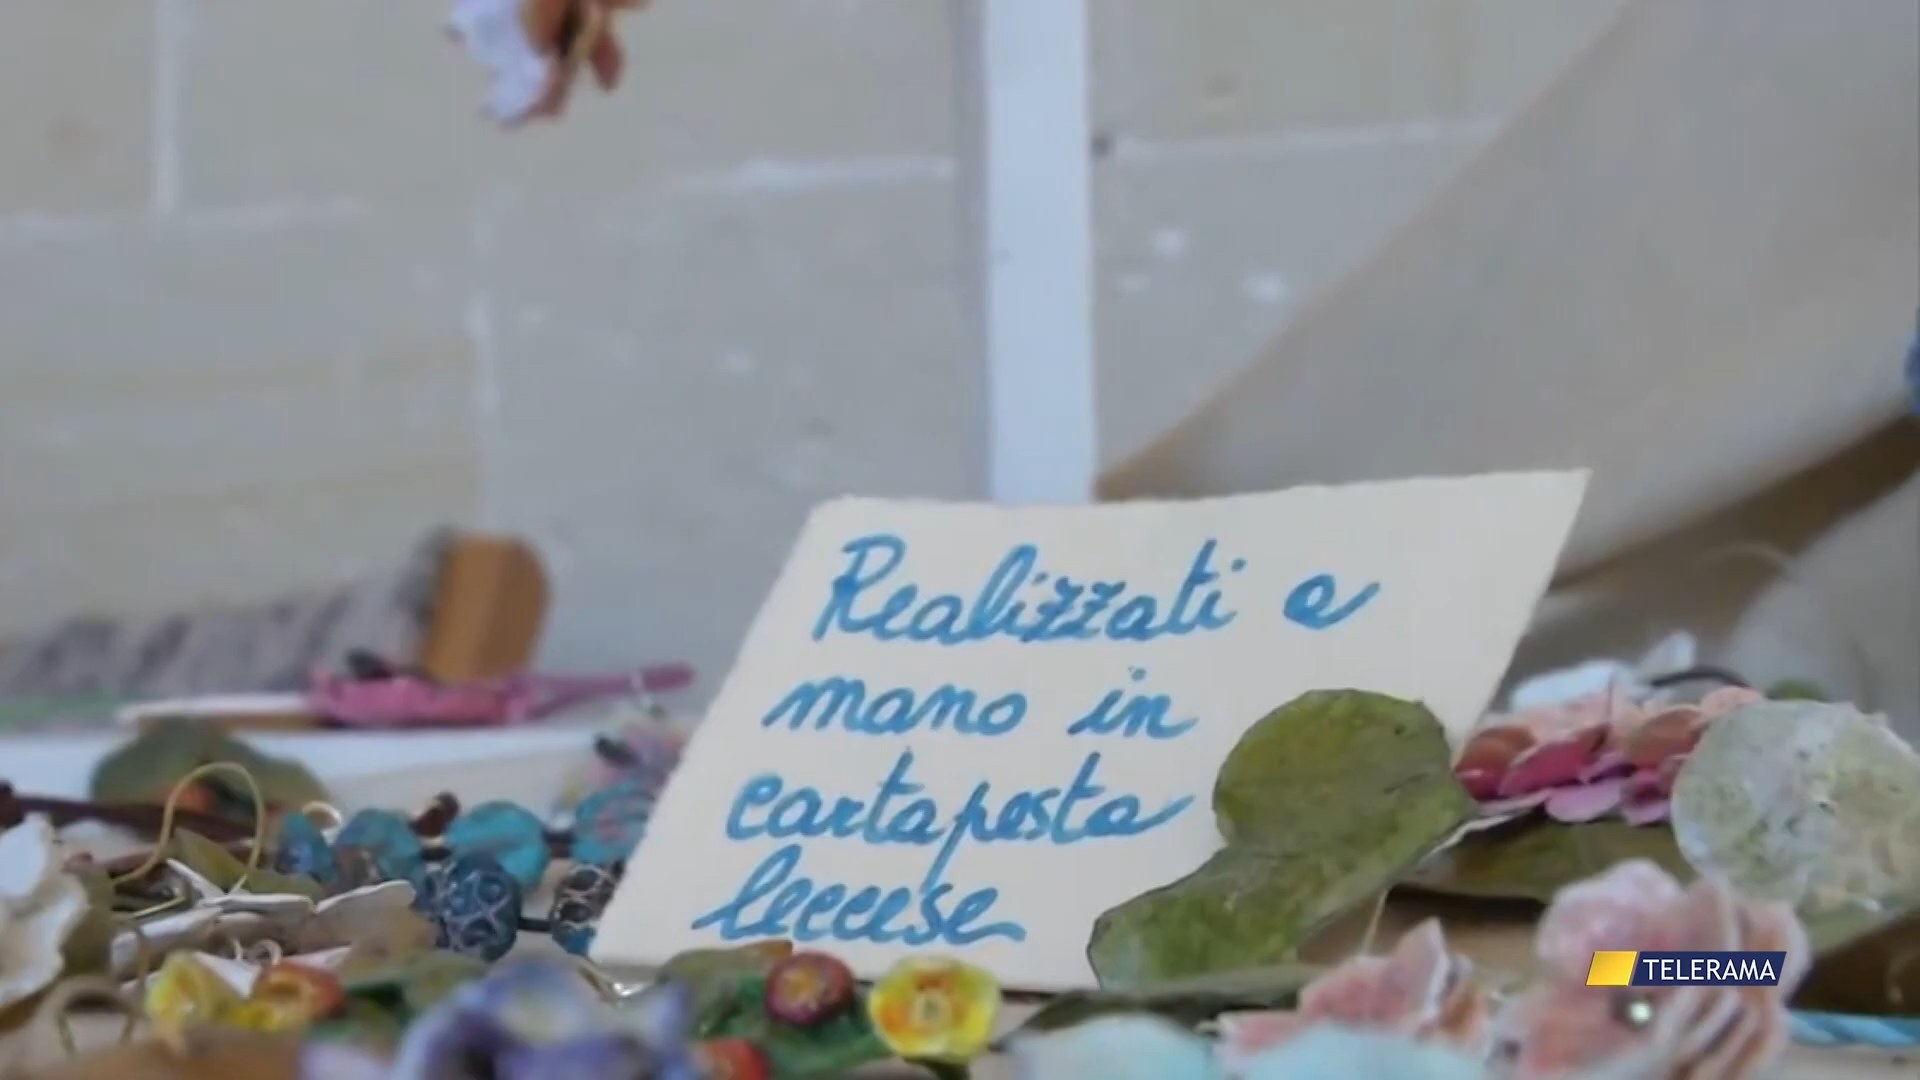 Realizzati a
mano in
cartapesta
leccese
TELERAMA